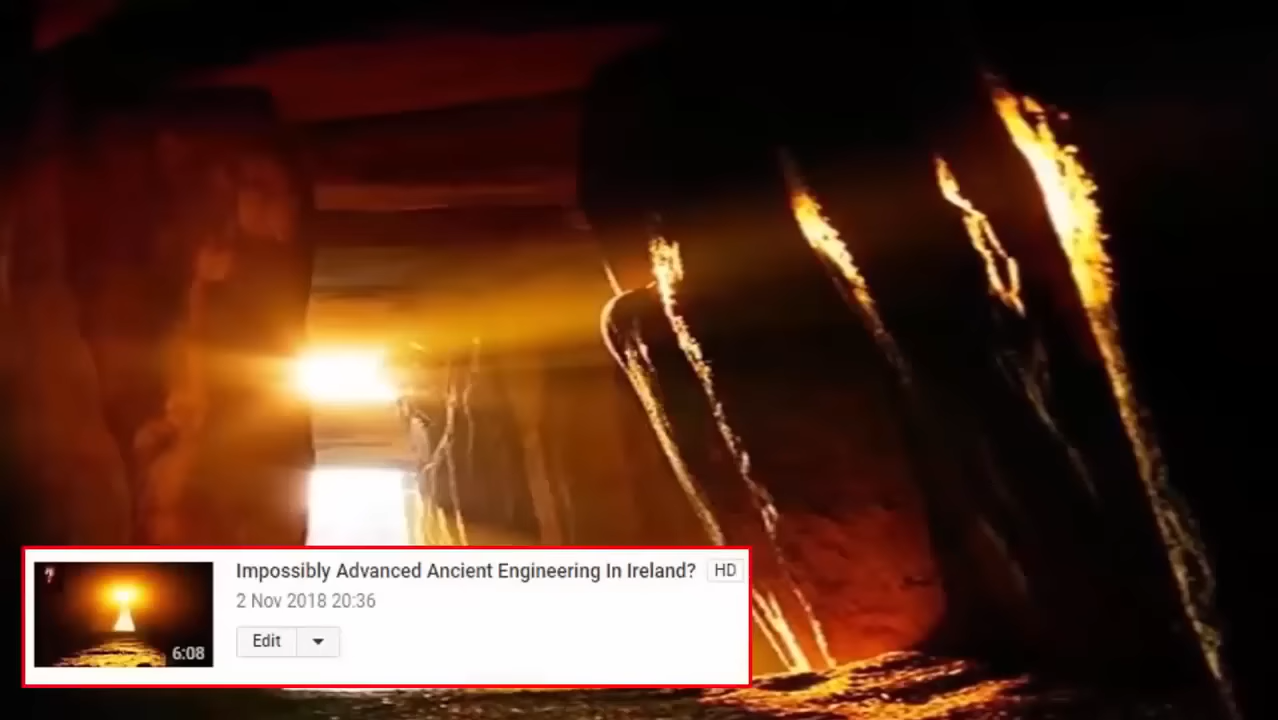 Impossibly Advanced Ancient Engineering In Ireland? HD
2 Nov 2018 20:36
Edit
6:08